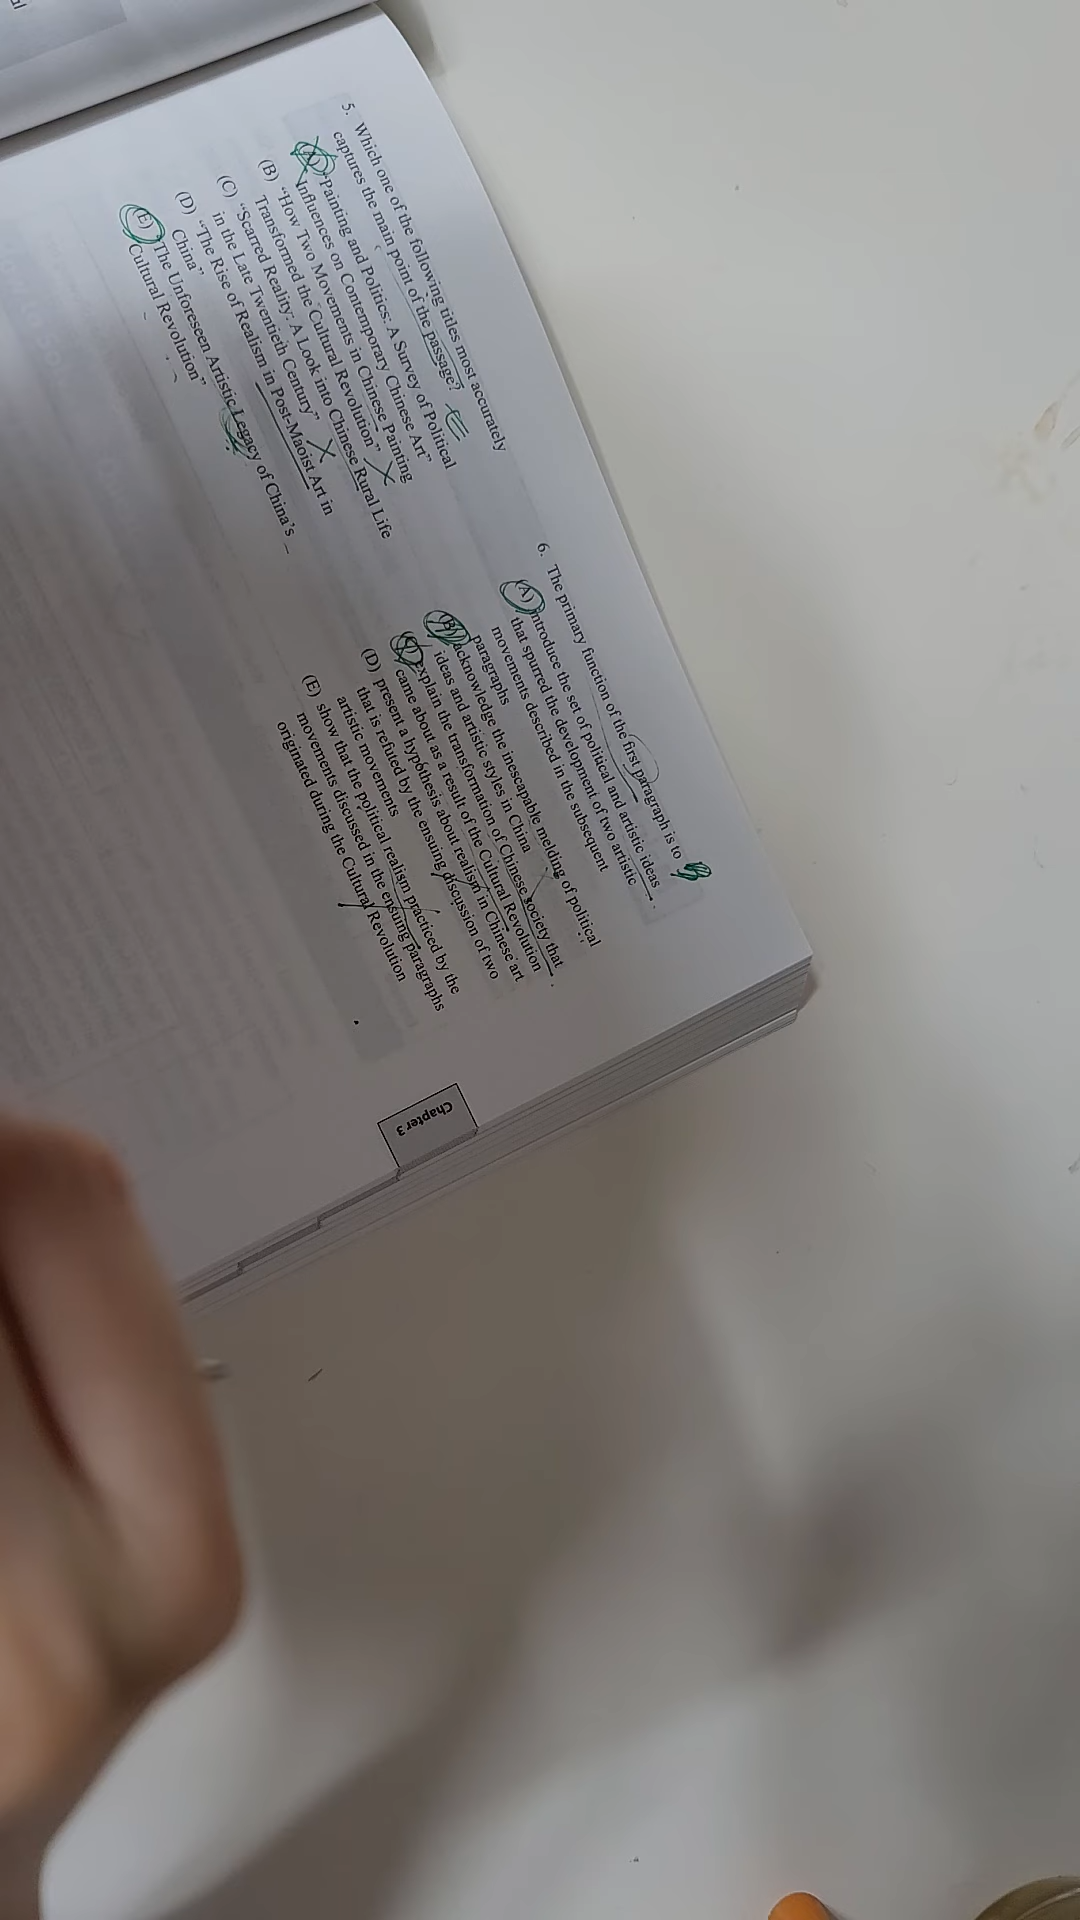 5. Which one of the following titles most accurately
captures the main point of the passage?
(A) "Painting and Politics: A Survey of Political
Influences on Contemporary Chinese Art"
(B) "How Two Movements in Chinese Painting
Transformed the Cultural Revolution"
(C) "Scarred Reality: A Look into Chinese Rural Life
in the Late Twentieth Century"
(D) "The Rise of Realism in Post-Maoist Art in
China"
(E) "The Unforeseen Artistic Legacy of China's
Cultural Revolution"
6. The primary function of the first paragraph is to
(A) introduce the set of political and artistic ideas
that spurred the development of two artistic
movements described in the subsequent
paragraphs
(B) acknowledge the inescapable melding of political
ideas and artistic styles in China
(C) explain the transformation of Chinese society that
came about as a result of the Cultural Revolution
(D) present a hypothesis about realism in Chinese art
that is refuted by the ensuing discussion of two
artistic movements
(E) show that the political realism practiced by the
movements discussed in the ensuing paragraphs
originated during the Cultural Revolution
Chapter 3